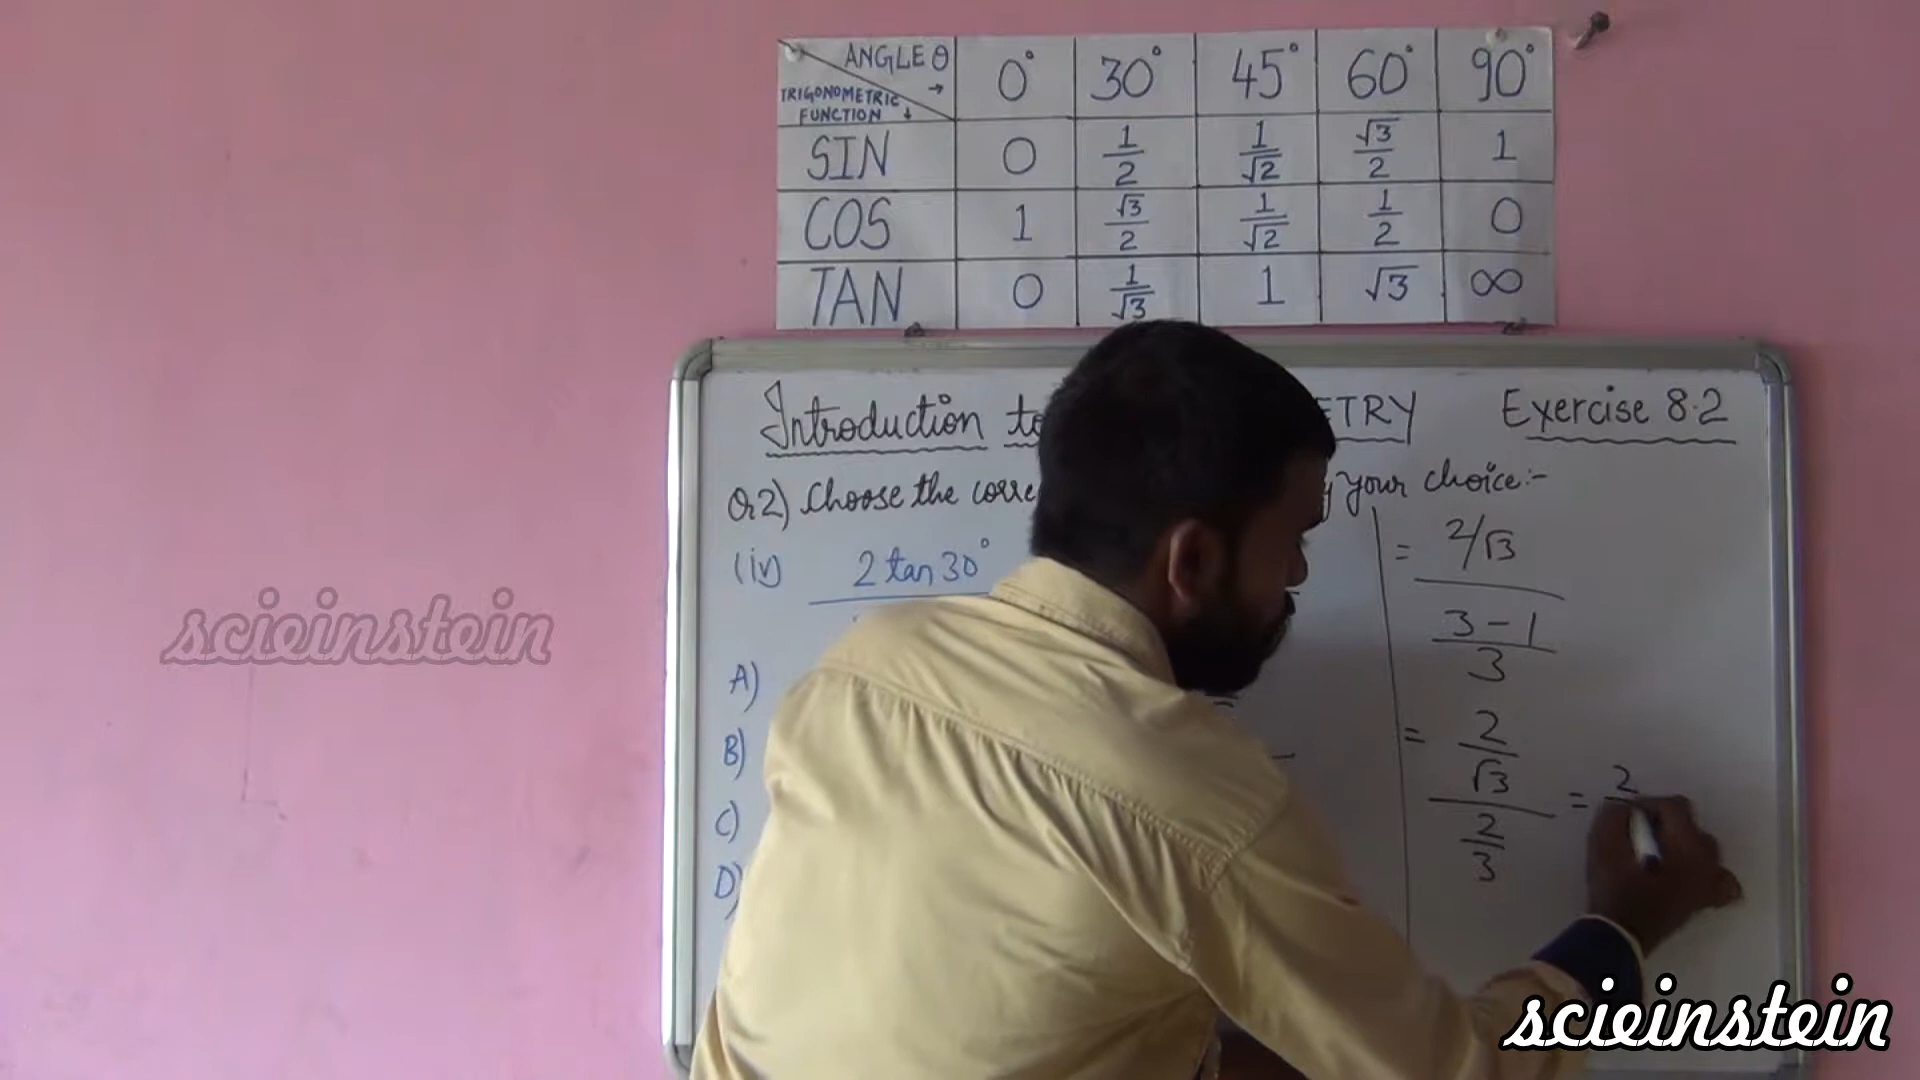 ANGLE θ →
TRIGONOMETRIC FUNCTION ↓
0° 30° 45° 60° 90°
SIN 0 1/2 1/√2 √3/2 1
COS 1 √3/2 1/√2 1/2 0
TAN 0 1/√3 1 √3 ∞
Introduction to ETRY Exercise 8.2
Q2) Choose the corre y your choice:-
(iv) 2 tan 30°
A)
B)
C)
D)
= 2/√3
3 - 1
3
= 2
√3
2
3
= 2
scieinstein
scieinstein